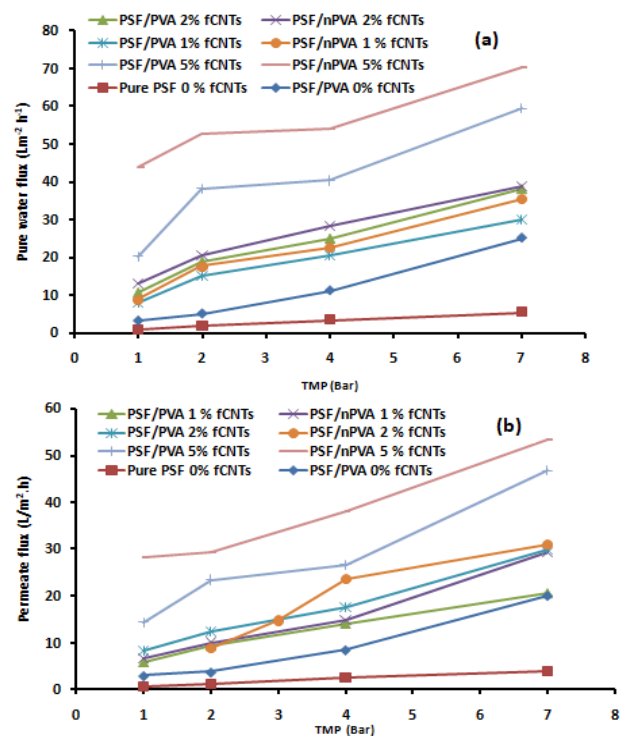 PSF/PVA 2% fCNTs PSF/nPVA 2% fCNTs
PSF/PVA 1% fCNTs PSF/nPVA 1 % fCNTs
PSF/PVA 5% fCNTs PSF/nPVA 5% fCNTs
Pure PSF 0 % fCNTs PSF/PVA 0% fCNTs
(a)
Pure water flux (Lm⁻² h⁻¹)
80
70
60
50
40
30
20
10
0
0 1 2 3 4 5 6 7 8
TMP (Bar)
PSF/PVA 1 % fCNTs PSF/nPVA 1 % fCNTs
PSF/PVA 2% fCNTs PSF/nPVA 2 % fCNTs
PSF/PVA 5% fCNTs PSF/nPVA 5 % fCNTs
Pure PSF 0% fCNTs PSF/PVA 0% fCNTs
(b)
Permeate flux (L/m².h)
60
50
40
30
20
10
0
0 1 2 3 4 5 6 7 8
TMP (Bar)